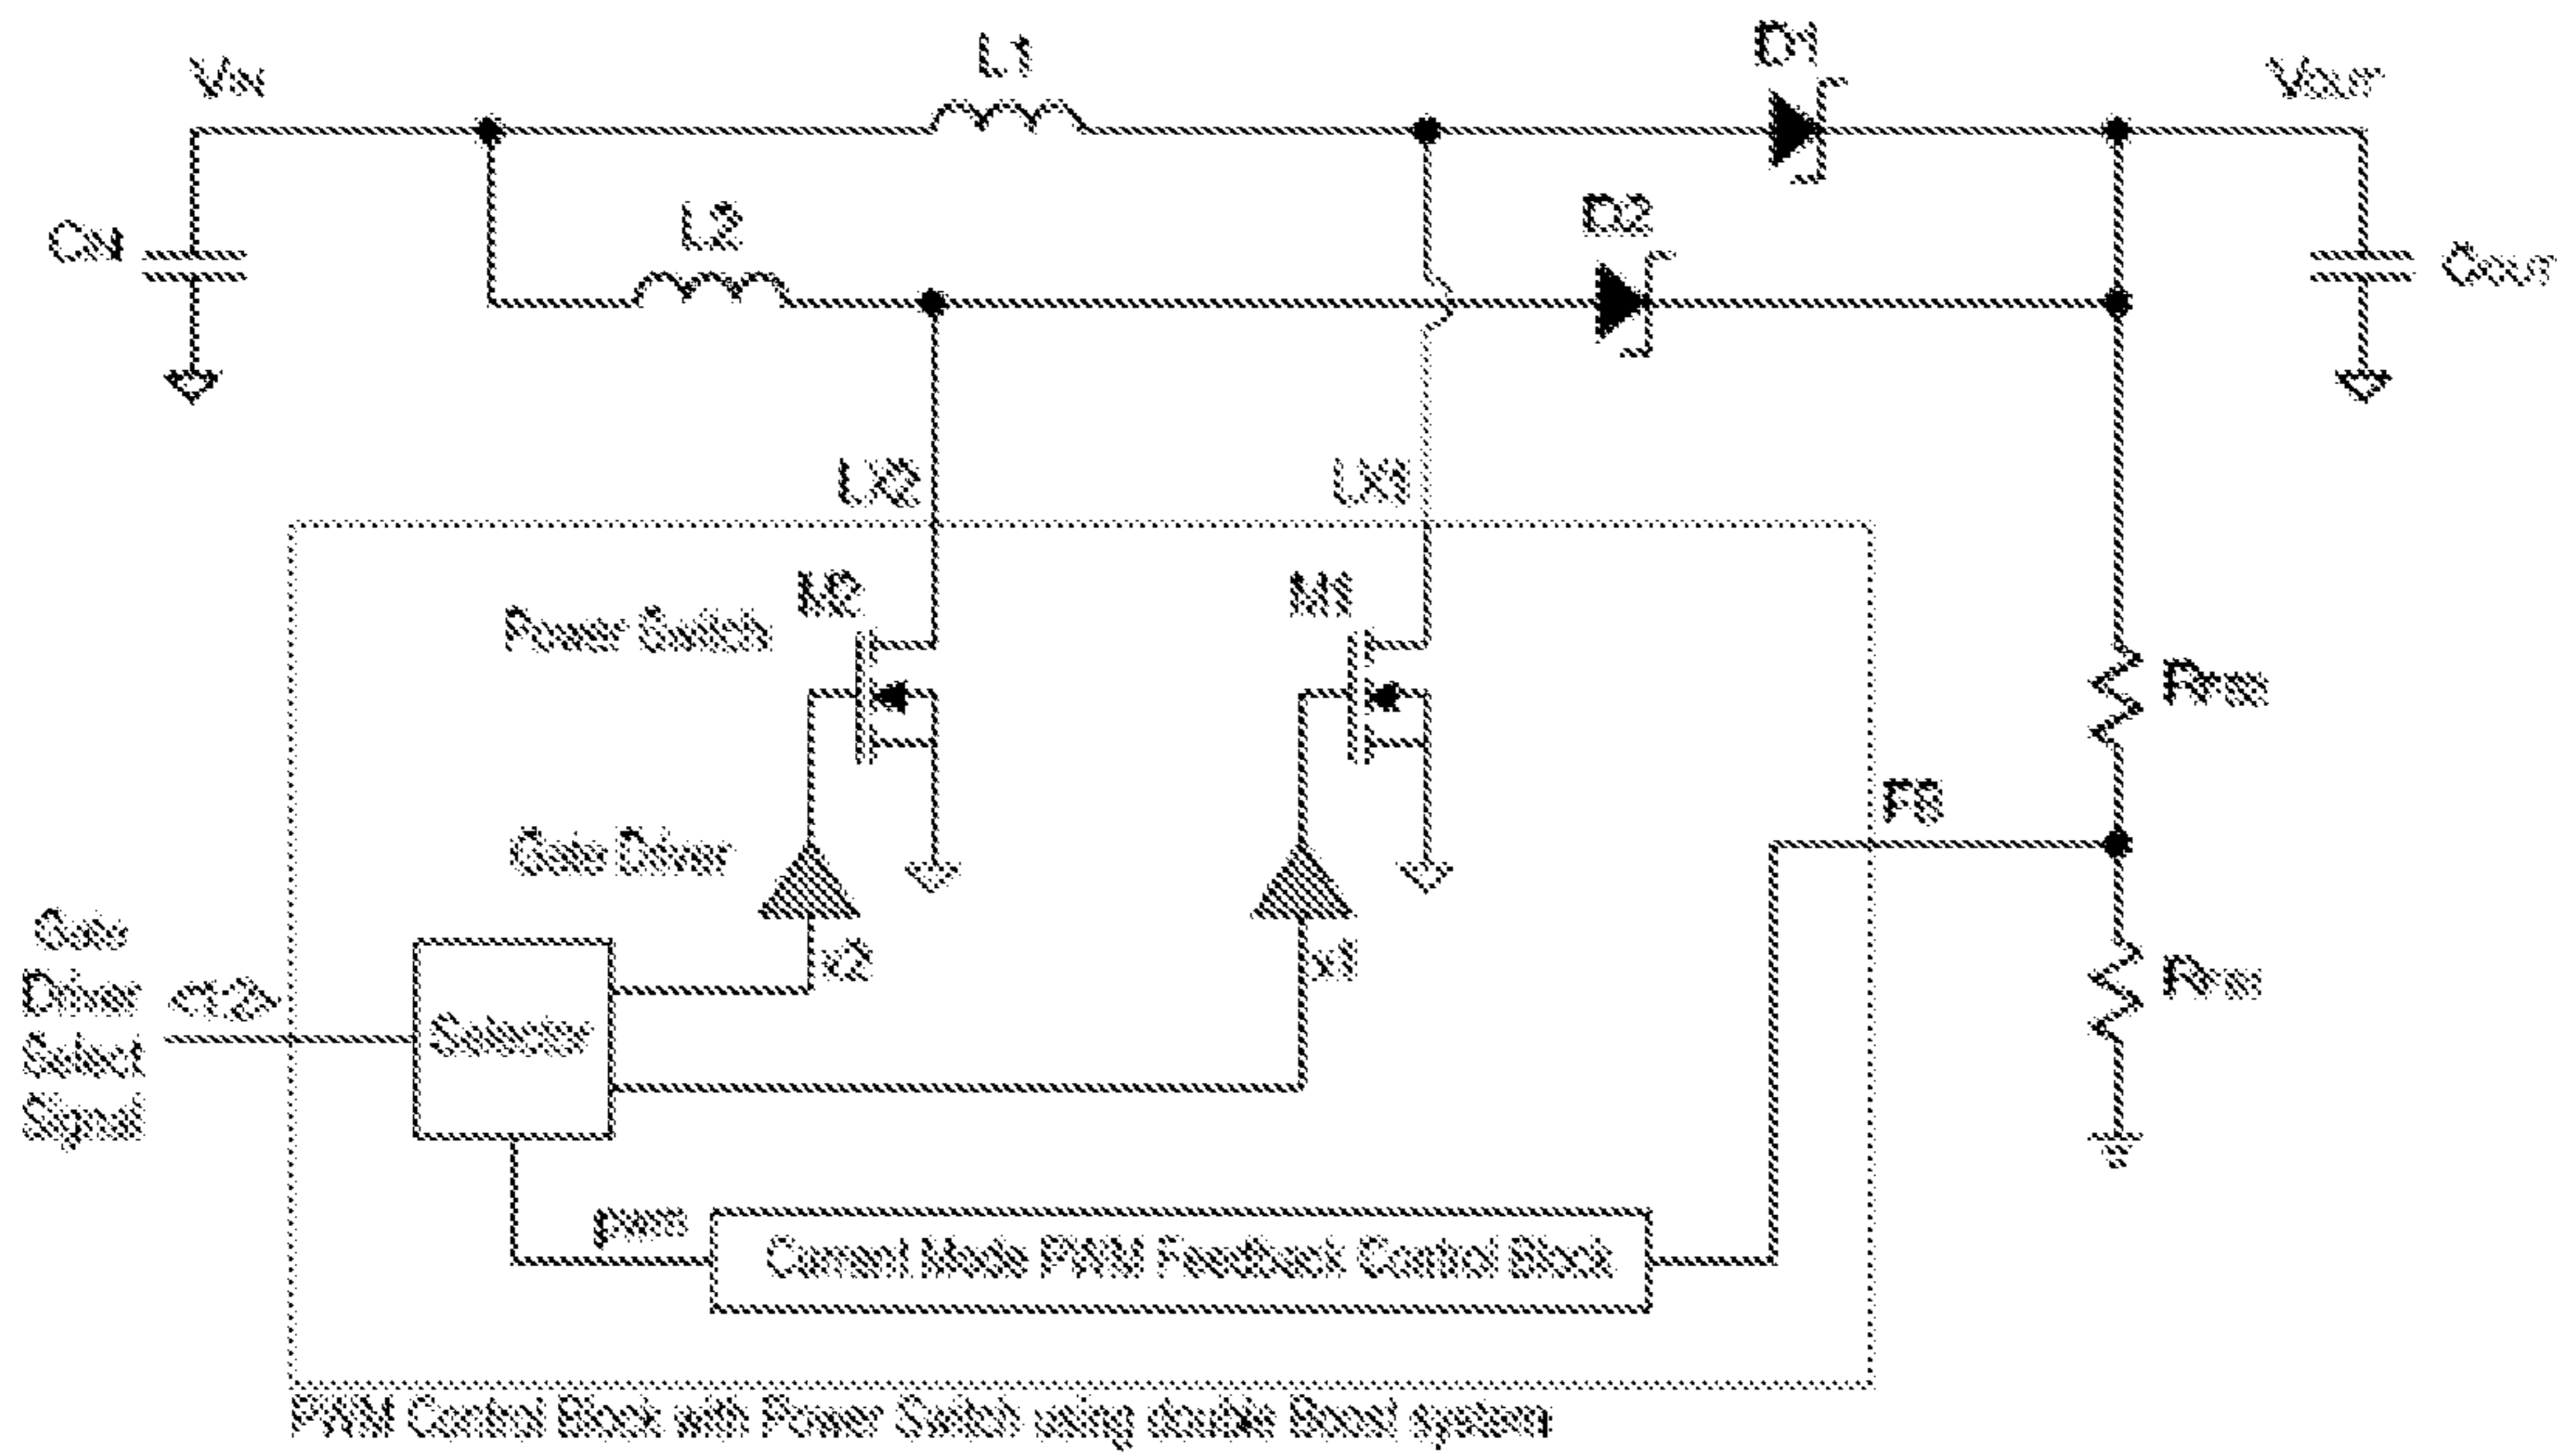 VIN
L1
D1
VOUT
CIN
L2
D2
COUT
LX2
LX1
M2
M1
Power Switch
Gate Driver
FB
x2
x1
Gate
Driver <1:2>
Select
Signal
Selector
pwm
Current Mode PWM Feedback Control Block
PWM Control Block with Power Switch using double Boost system